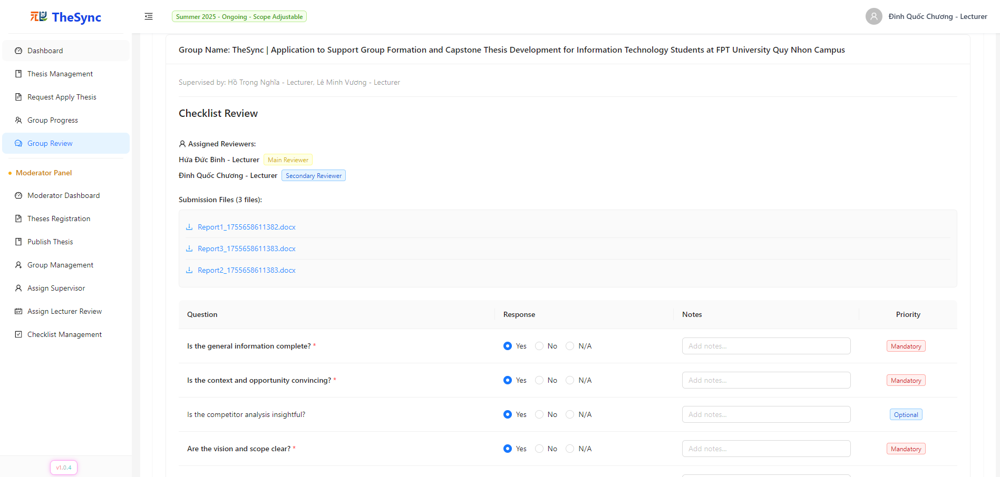 TheSync
Summer 2025 - Ongoing - Scope Adjustable
Đinh Quốc Chương - Lecturer
Dashboard
Thesis Management
Request Apply Thesis
Group Progress
Group Review
Moderator Panel
Moderator Dashboard
Theses Registration
Publish Thesis
Group Management
Assign Supervisor
Assign Lecturer Review
Checklist Management
v1.0.4
Group Name: TheSync | Application to Support Group Formation and Capstone Thesis Development for Information Technology Students at FPT University Quy Nhon Campus
Supervised by: Hồ Trọng Nghĩa - Lecturer, Lê Minh Vương - Lecturer
Checklist Review
Assigned Reviewers:
Hứa Đức Bình - Lecturer Main Reviewer
Đinh Quốc Chương - Lecturer Secondary Reviewer
Submission Files (3 files):
Report1_1755658611382.docx
Report3_1755658611383.docx
Report2_1755658611383.docx
Question Response Notes Priority
Is the general information complete? * Yes No N/A Add notes... Mandatory
Is the context and opportunity convincing? * Yes No N/A Add notes... Mandatory
Is the competitor analysis insightful? Yes No N/A Add notes... Optional
Are the vision and scope clear? * Yes No N/A Add notes... Mandatory